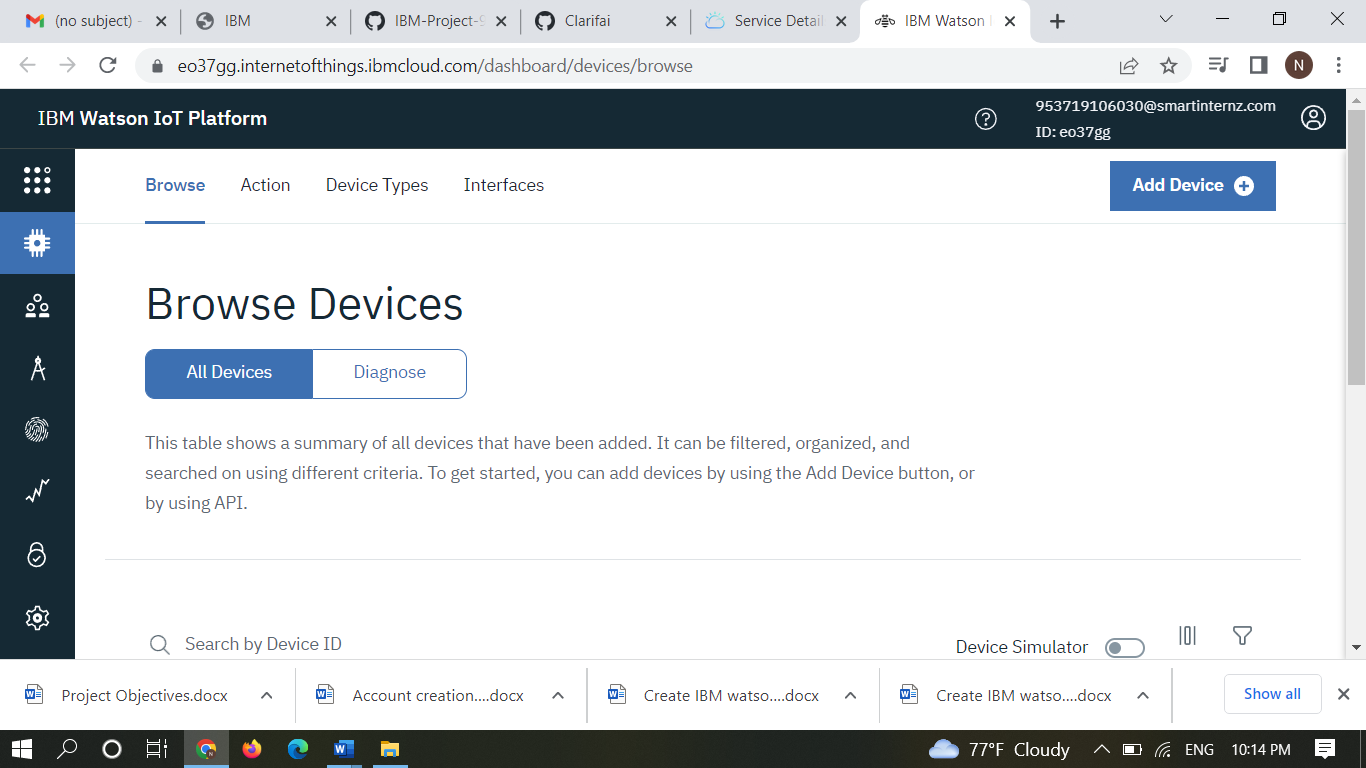 (no subject) -
IBM
IBM-Project-9
Clarifai
Service Detail
IBM Watson
eo37gg.internetofthings.ibmcloud.com/dashboard/devices/browse
N
IBM Watson IoT Platform
953719106030@smartinternz.com
ID: eo37gg
Browse
Action
Device Types
Interfaces
Add Device
Browse Devices
All Devices
Diagnose
This table shows a summary of all devices that have been added. It can be filtered, organized, and
searched on using different criteria. To get started, you can add devices by using the Add Device button, or
by using API.
Search by Device ID
Device Simulator
Project Objectives.docx
Account creation....docx
Create IBM watso....docx
Create IBM watso....docx
Show all
77°F Cloudy
ENG
10:14 PM